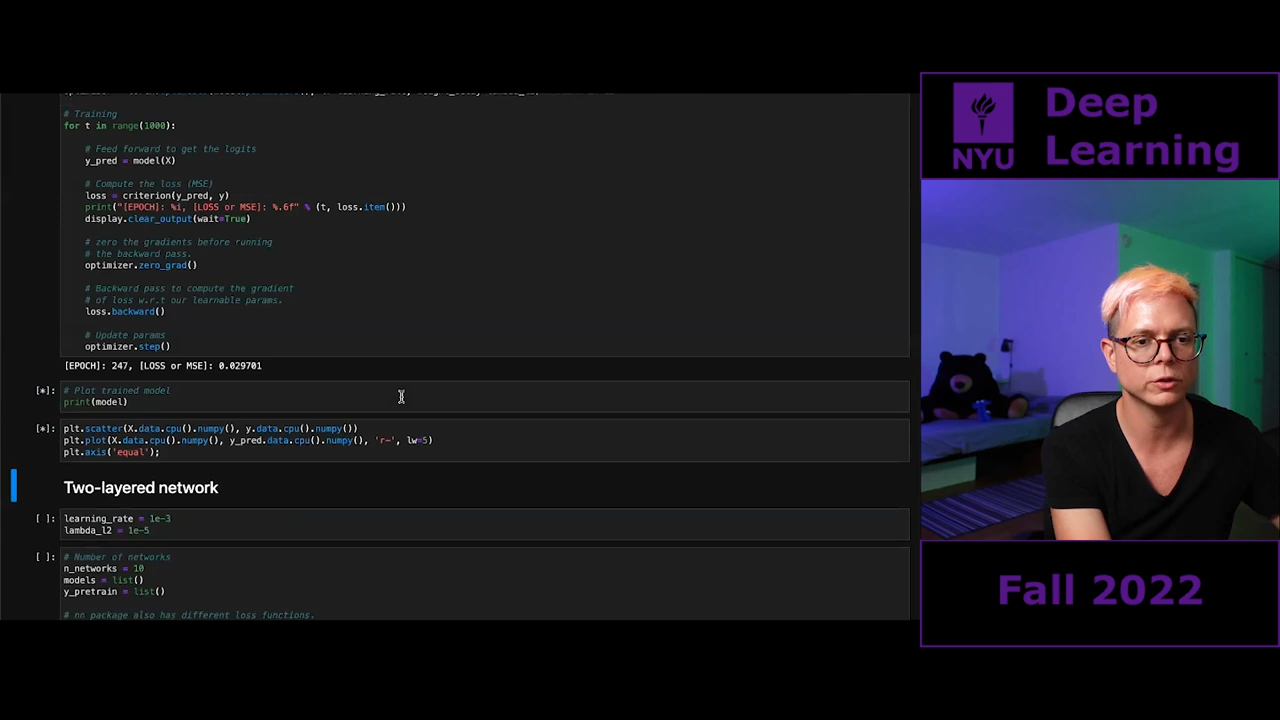 # Training
for t in range(1000):
# Feed forward to get the logits
y_pred = model(X)
# Compute the loss (MSE)
loss = criterion(y_pred, y)
print("[EPOCH]: %i, [LOSS or MSE]: %.6f" % (t, loss.item()))
display.clear_output(wait=True)
# zero the gradients before running
# the backward pass.
optimizer.zero_grad()
# Backward pass to compute the gradient
# of loss w.r.t our learnable params.
loss.backward()
# Update params
optimizer.step()
[EPOCH]: 247, [LOSS or MSE]: 0.029701
[*]: # Plot trained model
print(model)
[*]: plt.scatter(X.data.cpu().numpy(), y.data.cpu().numpy())
plt.plot(X.data.cpu().numpy(), y_pred.data.cpu().numpy(), 'r-', lw=5)
plt.axis('equal');
Two-layered network
[ ]: learning_rate = 1e-3
lambda_l2 = 1e-5
[ ]: # Number of networks
n_networks = 10
models = list()
y_pretrain = list()
# nn package also has different loss functions.
NYU
Deep
Learning
Fall 2022